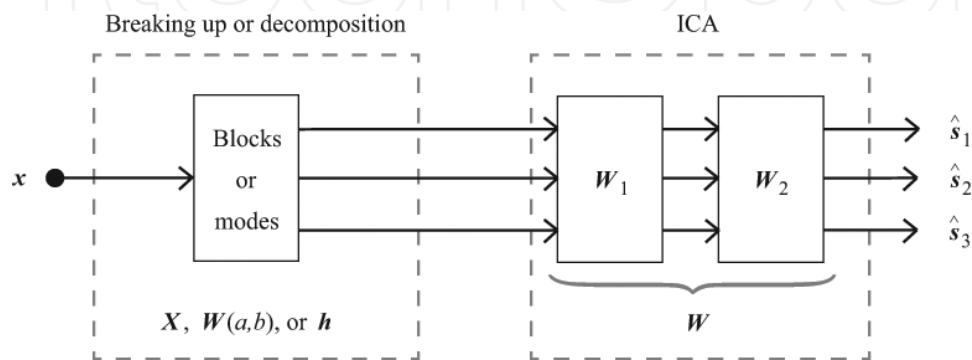 Breaking up or decomposition
ICA
x
Blocks
or
modes
W₁
W₂
ŝ₁
ŝ₂
ŝ₃
X, W(a,b), or h
W